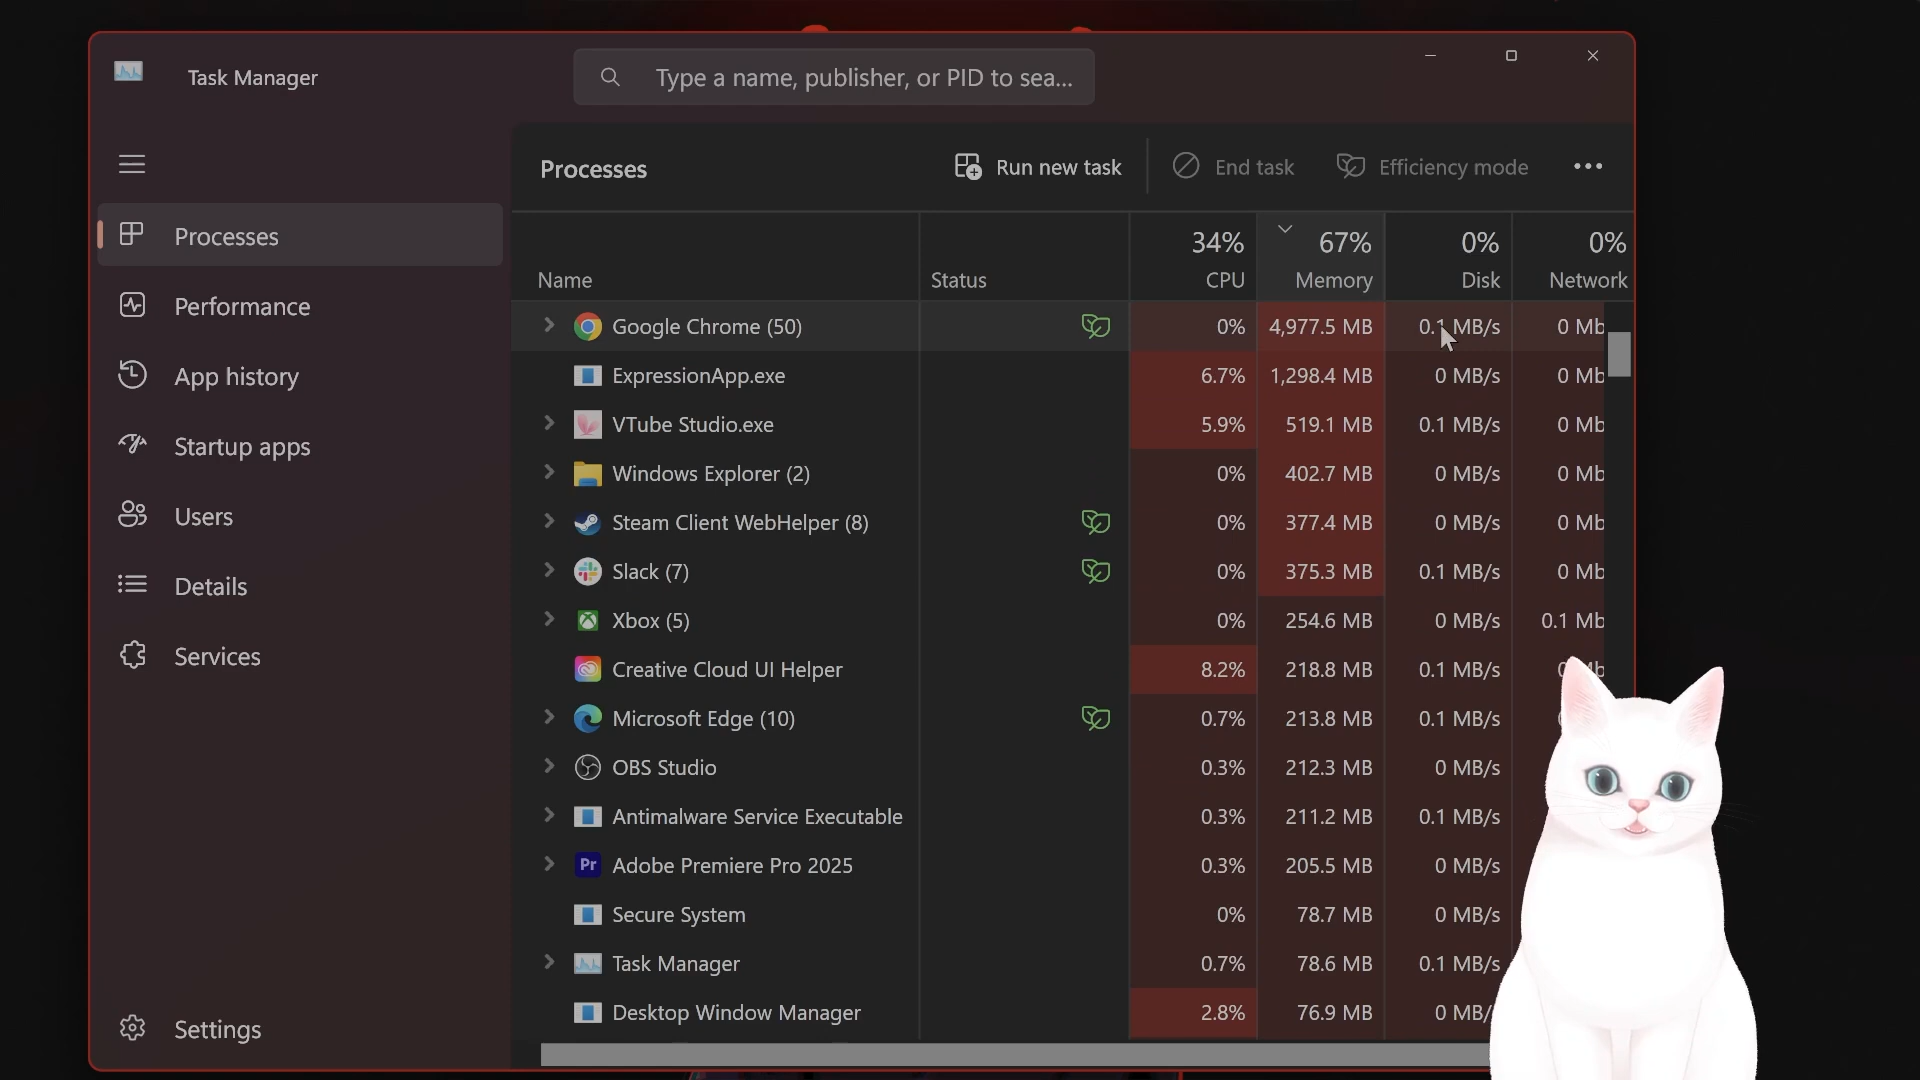 Task Manager
Type a name, publisher, or PID to sea...
Processes
Performance
App history
Startup apps
Users
Details
Services
Settings
Processes Run new task End task Efficiency mode
34% 67% 0% 0%
Name Status CPU Memory Disk Network
Google Chrome (50) 0% 4,977.5 MB 0.1 MB/s 0 Mb
ExpressionApp.exe 6.7% 1,298.4 MB 0 MB/s 0 Mb
VTube Studio.exe 5.9% 519.1 MB 0.1 MB/s 0 Mb
Windows Explorer (2) 0% 402.7 MB 0 MB/s 0 Mb
Steam Client WebHelper (8) 0% 377.4 MB 0 MB/s 0 Mb
Slack (7) 0% 375.3 MB 0.1 MB/s 0 Mb
Xbox (5) 0% 254.6 MB 0 MB/s 0.1 Mb
Creative Cloud UI Helper 8.2% 218.8 MB 0.1 MB/s
Microsoft Edge (10) 0.7% 213.8 MB 0.1 MB/s
OBS Studio 0.3% 212.3 MB 0 MB/s
Antimalware Service Executable 0.3% 211.2 MB 0.1 MB/s
Pr Adobe Premiere Pro 2025 0.3% 205.5 MB 0 MB/s
Secure System 0% 78.7 MB 0 MB/s
Task Manager 0.7% 78.6 MB 0.1 MB/s
Desktop Window Manager 2.8% 76.9 MB 0 MB/